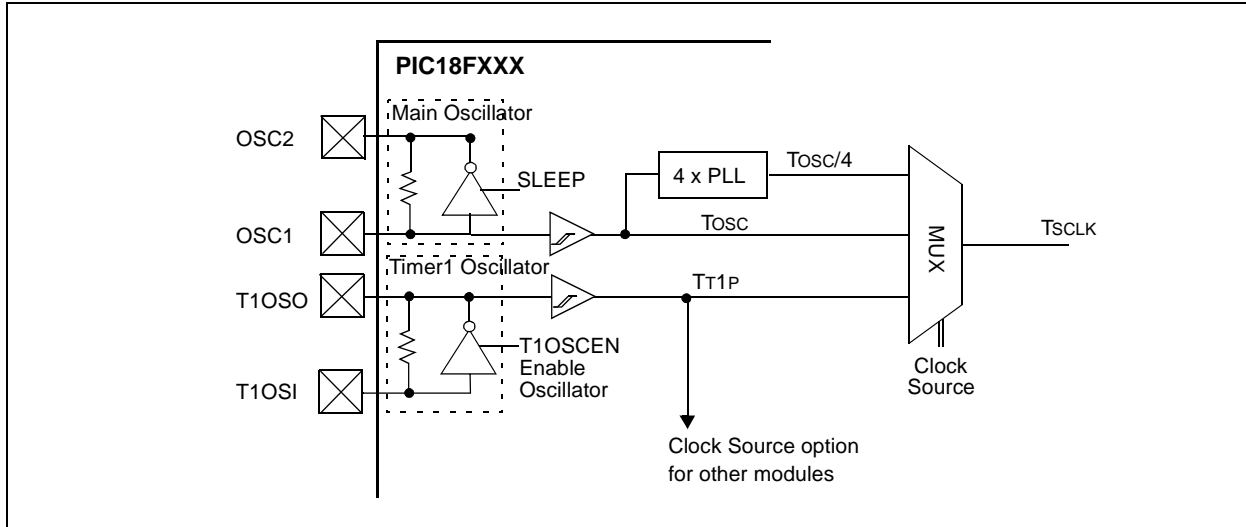 PIC18FXXX
Main Oscillator
OSC2
SLEEP
4 x PLL
TOSC/4
OSC1
TOSC
MUX
TSCLK
Timer1 Oscillator
T1OSO
TT1P
T1OSCEN
Enable
Oscillator
T1OSI
Clock
Source
Clock Source option
for other modules